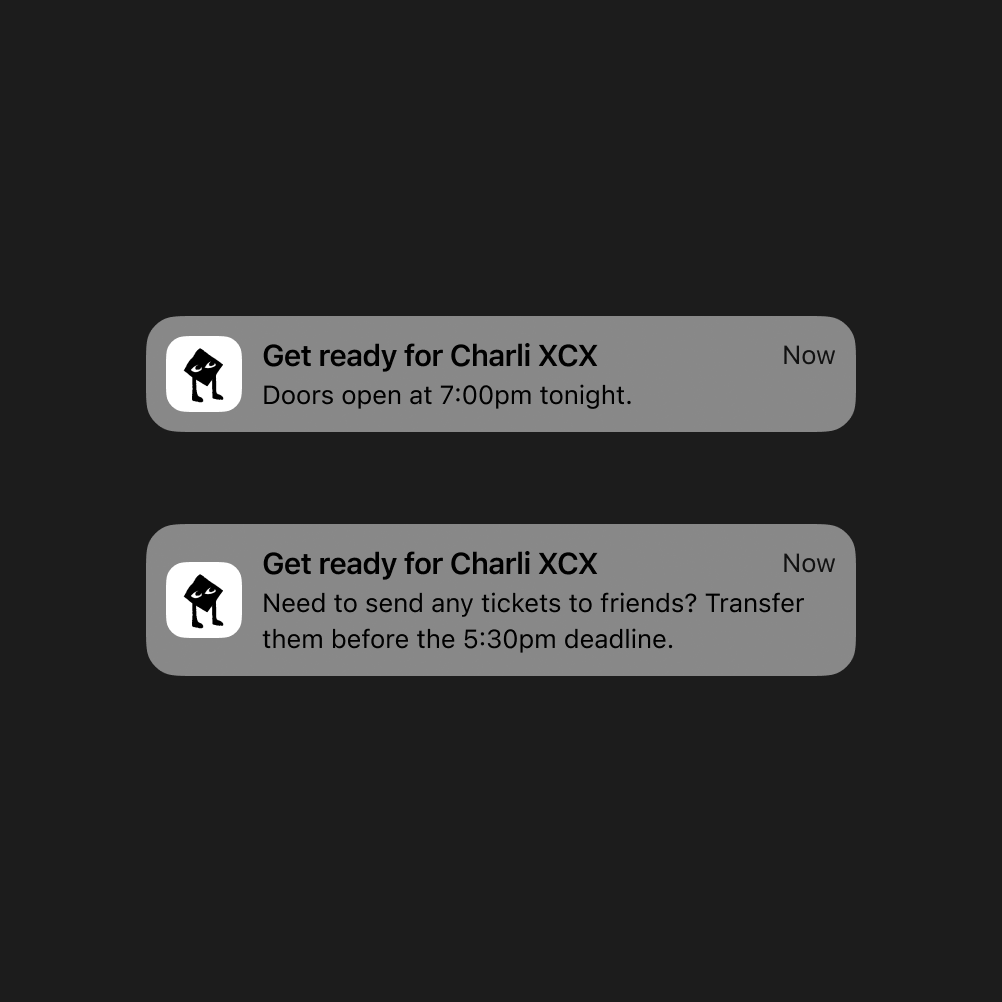 Get ready for Charli XCX
Now
Doors open at 7:00pm tonight.
Get ready for Charli XCX
Now
Need to send any tickets to friends? Transfer
them before the 5:30pm deadline.